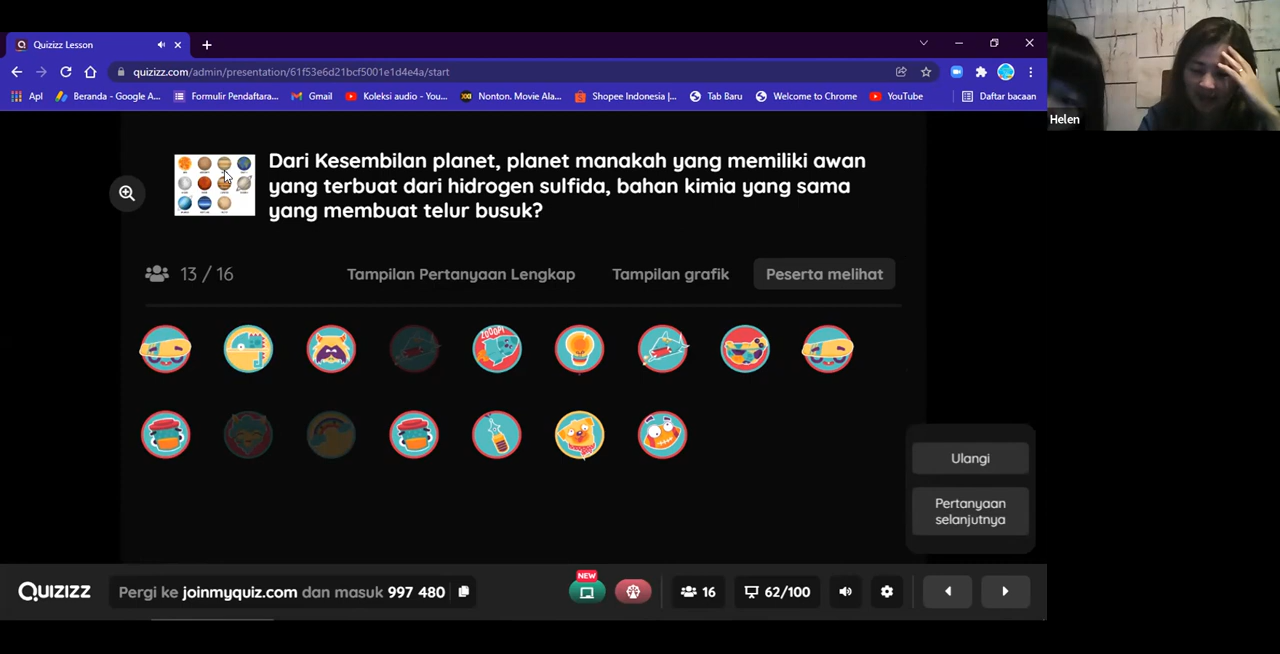 Quizizz Lesson
quizizz.com/admin/presentation/61f53e6d21bcf5001e1d4e4a/start
Apl
Beranda - Google A...
Formulir Pendaftara...
Gmail
Koleksi audio - You...
Nonton. Movie Ala...
Shopee Indonesia |...
Tab Baru
Welcome to Chrome
YouTube
Daftar bacaan
Helen
Dari Kesembilan planet, planet manakah yang memiliki awan
yang terbuat dari hidrogen sulfida, bahan kimia yang sama
yang membuat telur busuk?
13 / 16
Tampilan Pertanyaan Lengkap
Tampilan grafik
Peserta melihat
ZOOOP!
Ulangi
Pertanyaan
selanjutnya
QUIZIZZ
Pergi ke joinmyquiz.com dan masuk 997 480
NEW
16
62/100